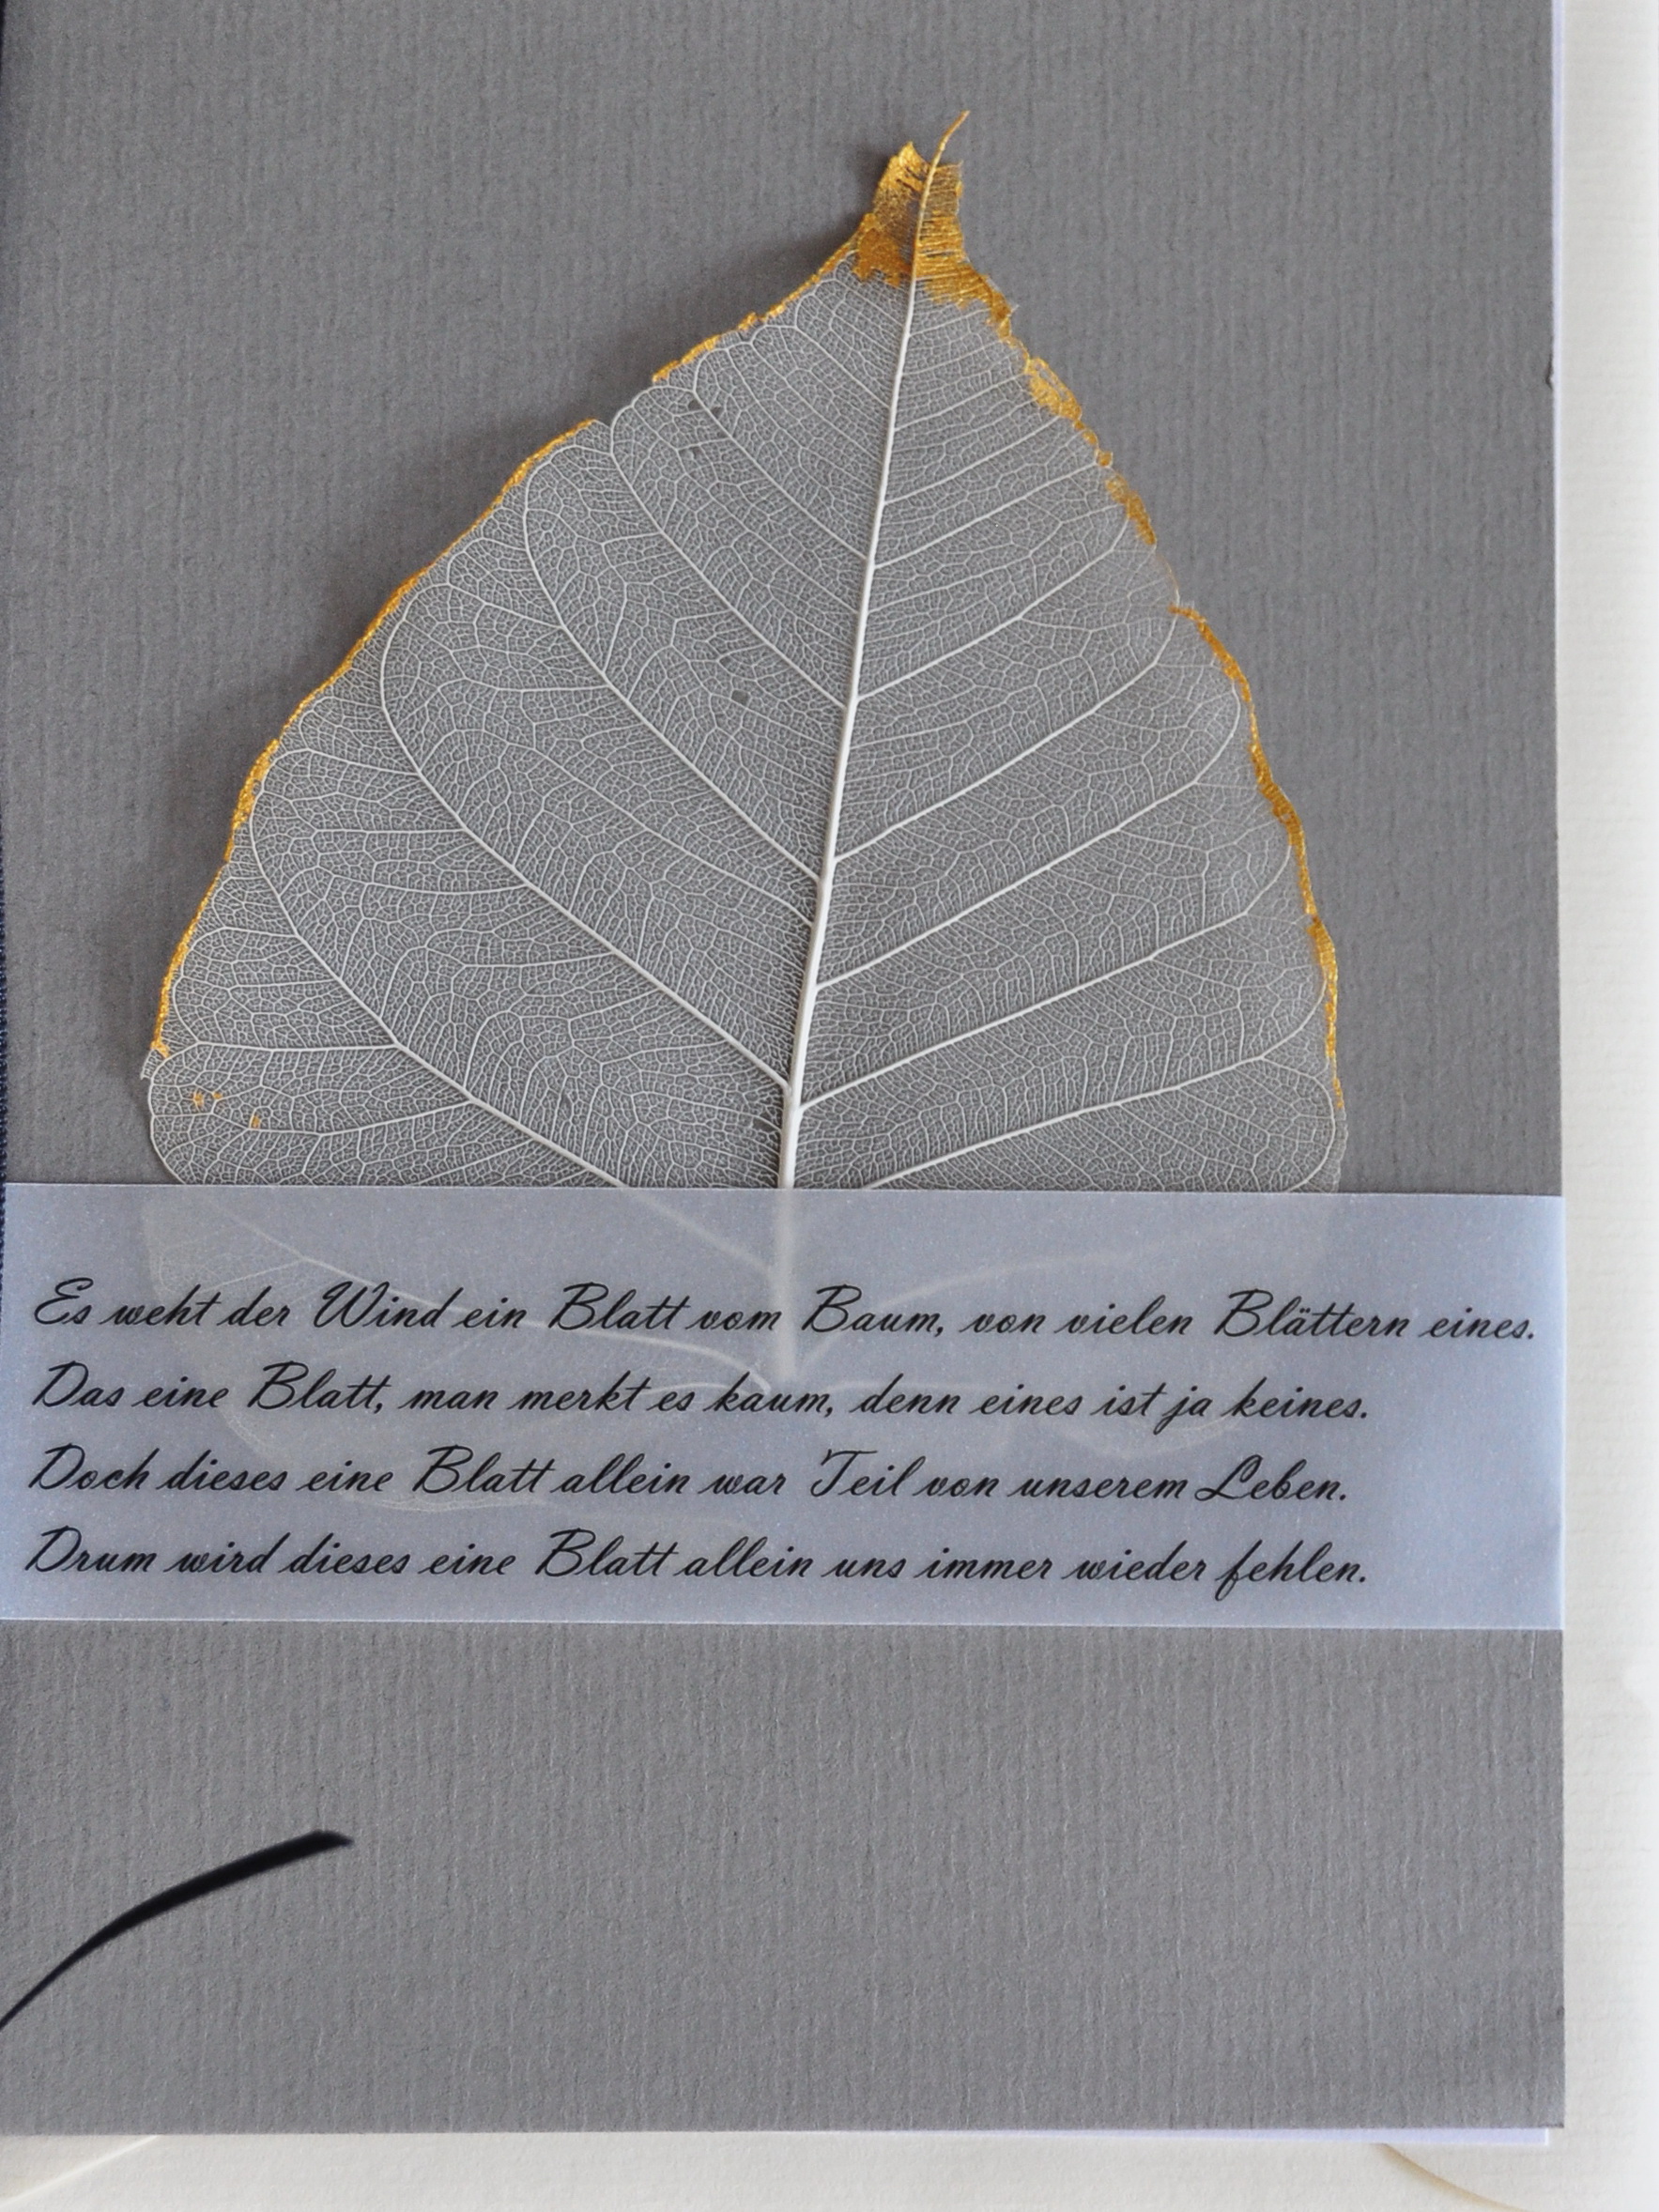 Es weht der Wind ein Blatt vom Baum, von vielen Blättern eines.
Das eine Blatt, man merkt es kaum, denn eines ist ja keines.
Doch dieses eine Blatt allein war Teil von unserem Leben.
Drum wird dieses eine Blatt allein uns immer wieder fehlen.